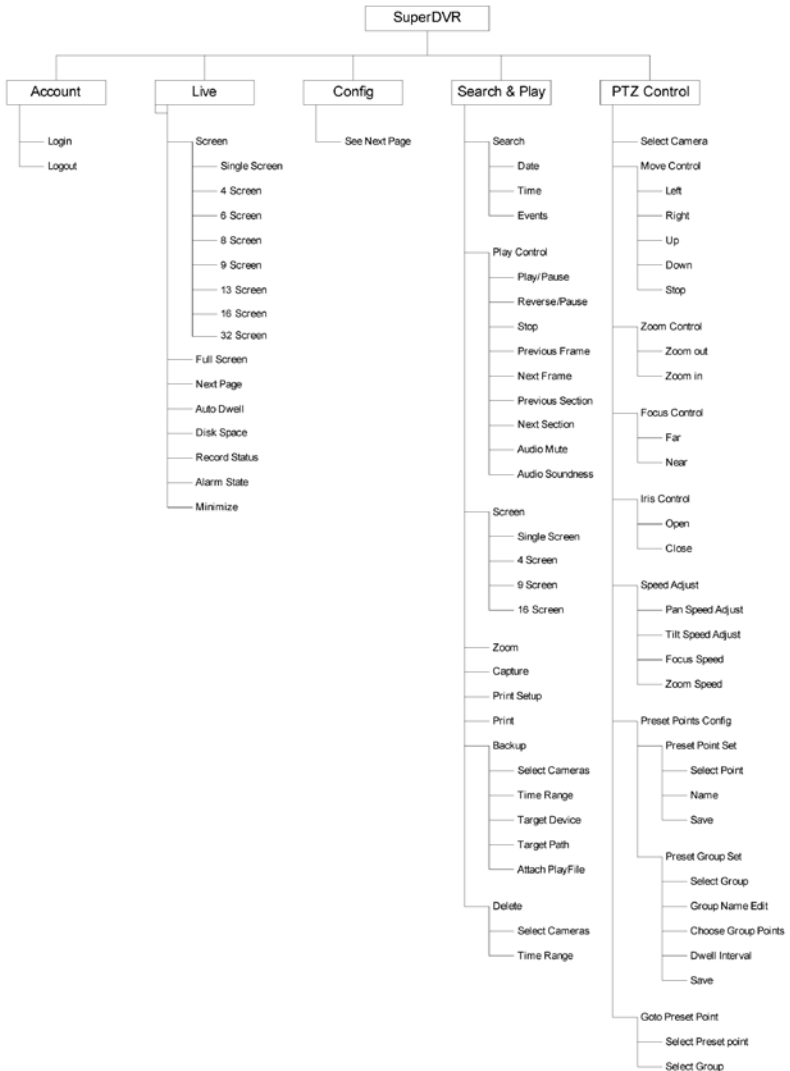 SuperDVR
Account
Login
Logout
Live
Screen
Single Screen
4 Screen
6 Screen
8 Screen
9 Screen
13 Screen
16 Screen
32 Screen
Full Screen
Next Page
Auto Dwell
Disk Space
Record Status
Alarm State
Minimize
Config
See Next Page
Search & Play
Search
Date
Time
Events
Play Control
Play/Pause
Reverse/Pause
Stop
Previous Frame
Next Frame
Previous Section
Next Section
Audio Mute
Audio Soundness
Screen
Single Screen
4 Screen
9 Screen
16 Screen
Zoom
Capture
Print Setup
Print
Backup
Select Cameras
Time Range
Target Device
Target Path
Attach PlayFile
Delete
Select Cameras
Time Range
PTZ Control
Select Camera
Move Control
Left
Right
Up
Down
Stop
Zoom Control
Zoom out
Zoom in
Focus Control
Far
Near
Iris Control
Open
Close
Speed Adjust
Pan Speed Adjust
Tilt Speed Adjust
Focus Speed
Zoom Speed
Preset Points Config
Preset Point Set
Select Point
Name
Save
Preset Group Set
Select Group
Group Name Edit
Choose Group Points
Dwell Interval
Save
Goto Preset Point
Select Preset point
Select Group